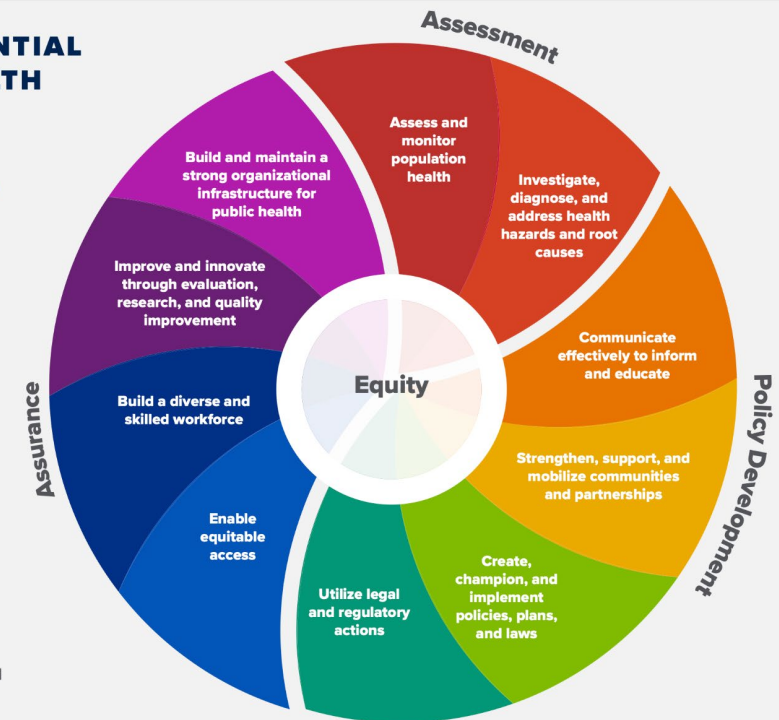 NTIAL
TH
Assessment
Assess and
monitor
population
health
Investigate,
diagnose, and
address health
hazards and root
causes
Policy Development
Communicate
effectively to inform
and educate
Strengthen, support, and
mobilize communities
and partnerships
Create,
champion, and
implement
policies, plans,
and laws
Utilize legal
and regulatory
actions
Assurance
Enable
equitable
access
Build a diverse and
skilled workforce
Improve and innovate
through evaluation,
research, and quality
improvement
Build and maintain a
strong organizational
infrastructure for
public health
Equity